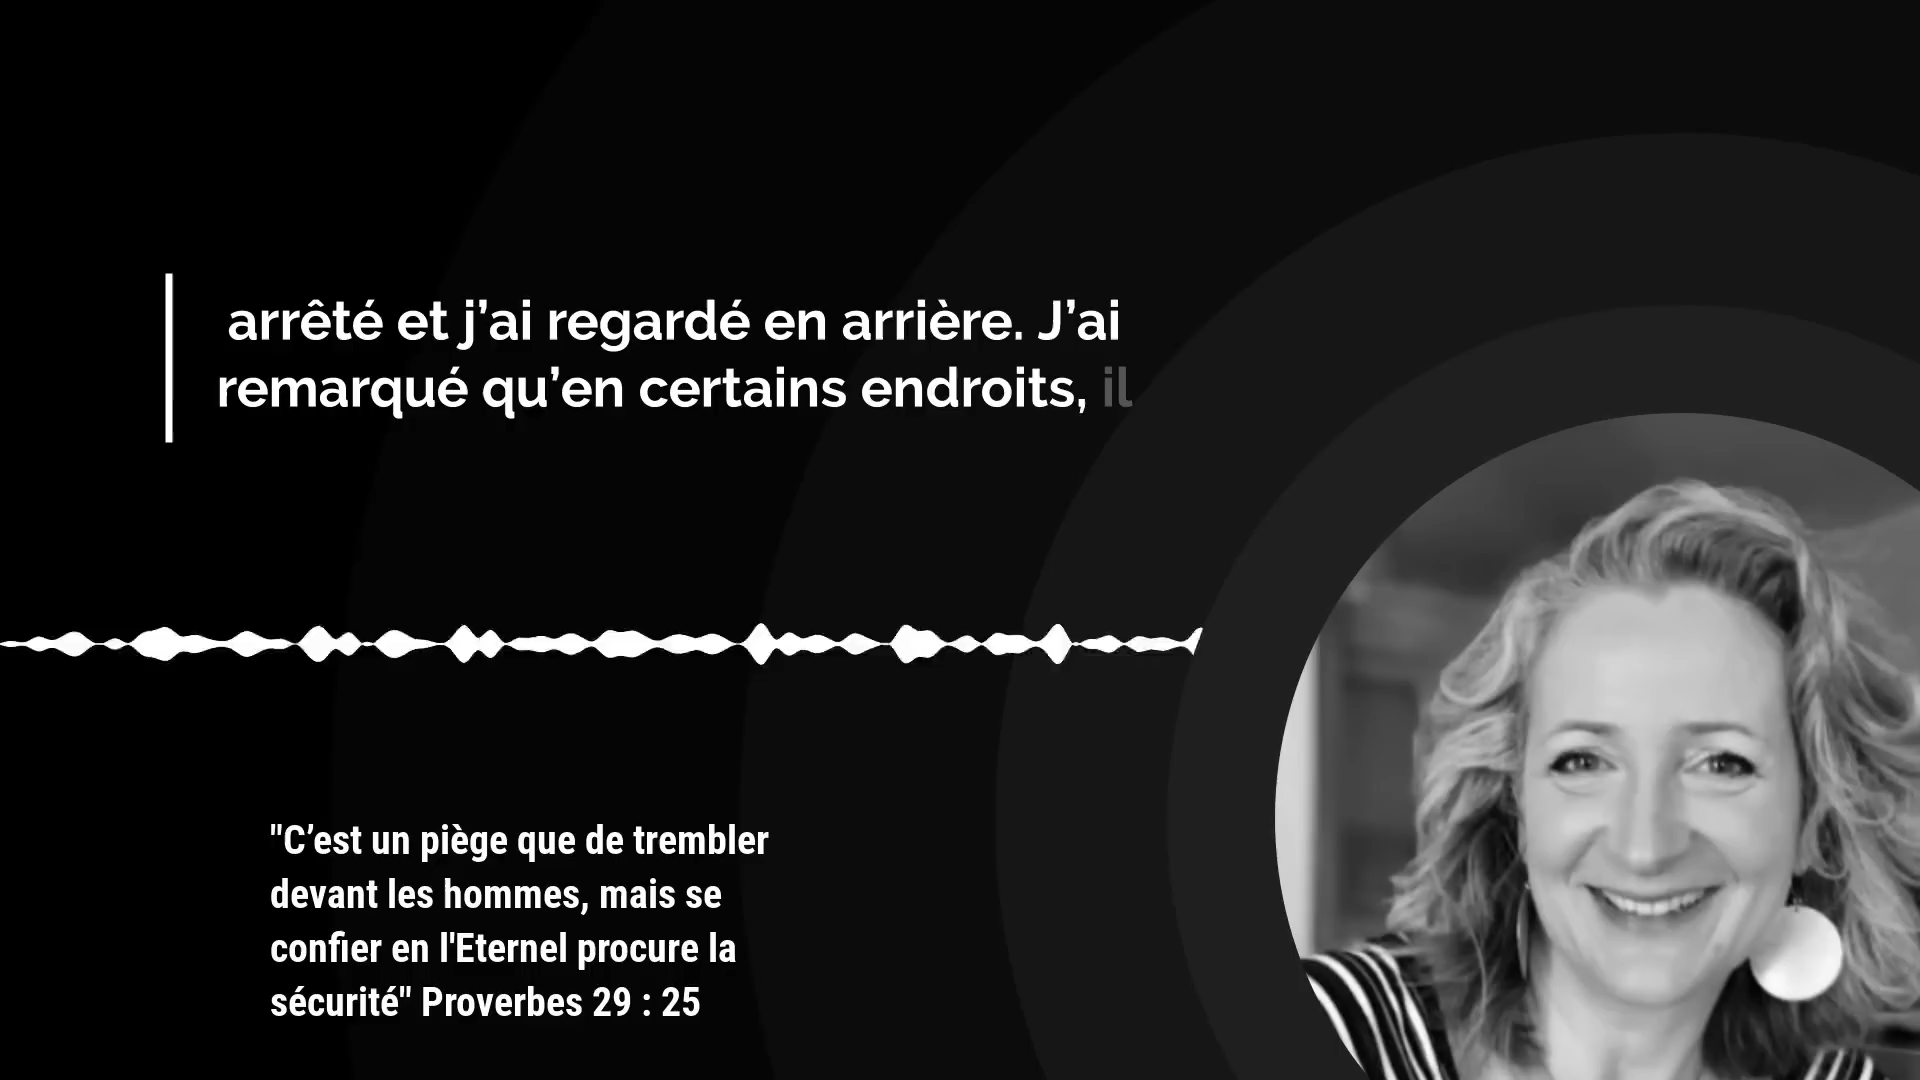 arrêté et j’ai regardé en arrière. J’ai
remarqué qu’en certains endroits, il
"C’est un piège que de trembler
devant les hommes, mais se
confier en l'Eternel procure la
sécurité" Proverbes 29 : 25